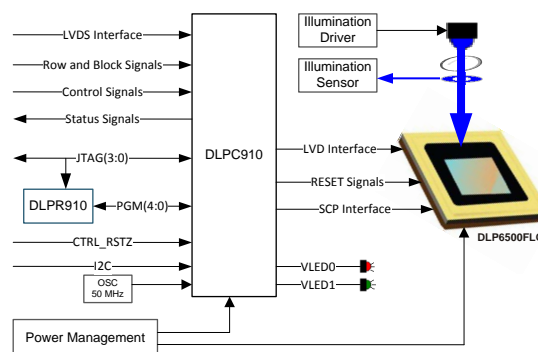 LVDS Interface
Row and Block Signals
Control Signals
Status Signals
JTAG(3:0)
DLPR910
PGM(4:0)
CTRL_RSTZ
I2C
OSC
50 MHz
Power Management
DLPC910
Illumination
Driver
Illumination
Sensor
LVD Interface
RESET Signals
SCP Interface
VLED0
VLED1
DLP6500FLQ